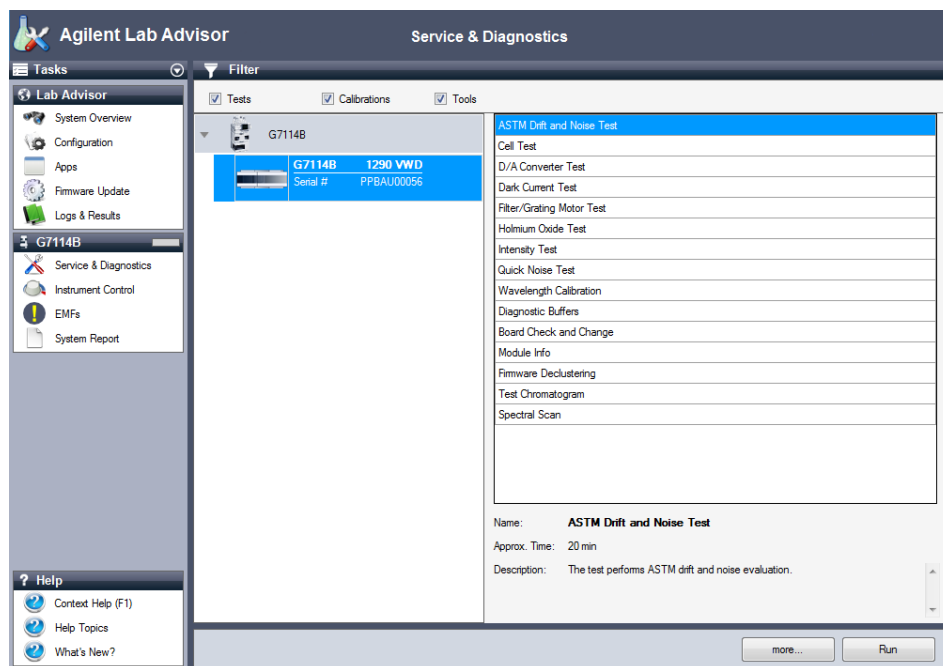 Agilent Lab Advisor
Service & Diagnostics
Tasks
Filter
Lab Advisor
System Overview
Configuration
Apps
Firmware Update
Logs & Results
G7114B
Service & Diagnostics
Instrument Control
EMFs
System Report
? Help
Context Help (F1)
Help Topics
What's New?
Tests Calibrations Tools
G7114B
G7114B 1290 VWD
Serial # PPBAU00056
ASTM Drift and Noise Test
Cell Test
D/A Converter Test
Dark Current Test
Filter/Grating Motor Test
Holmium Oxide Test
Intensity Test
Quick Noise Test
Wavelength Calibration
Diagnostic Buffers
Board Check and Change
Module Info
Firmware Declustering
Test Chromatogram
Spectral Scan
Name: ASTM Drift and Noise Test
Approx. Time: 20 min
Description: The test performs ASTM drift and noise evaluation.
more... Run